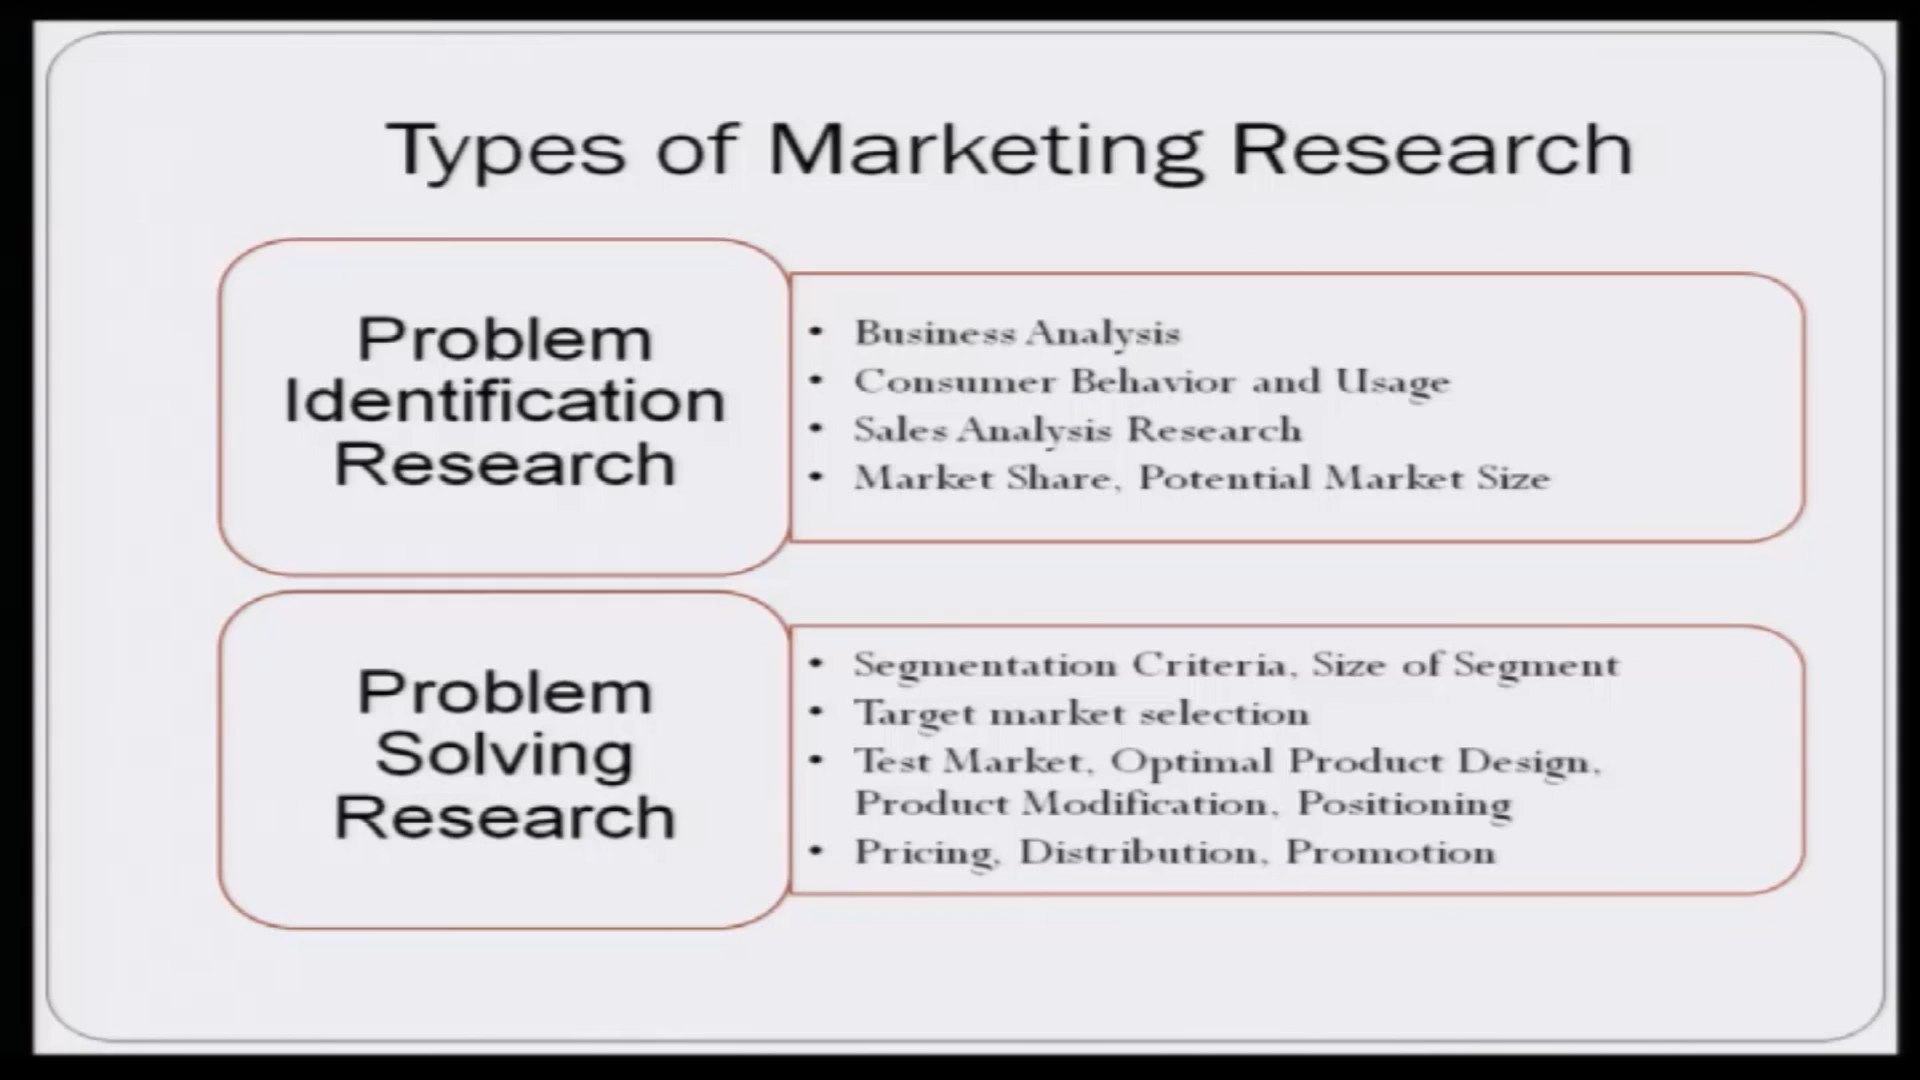 Types of Marketing Research
Problem
Identification
Research
• Business Analysis
• Consumer Behavior and Usage
• Sales Analysis Research
• Market Share, Potential Market Size
Problem
Solving
Research
• Segmentation Criteria, Size of Segment
• Target market selection
• Test Market, Optimal Product Design,
Product Modification, Positioning
• Pricing, Distribution, Promotion